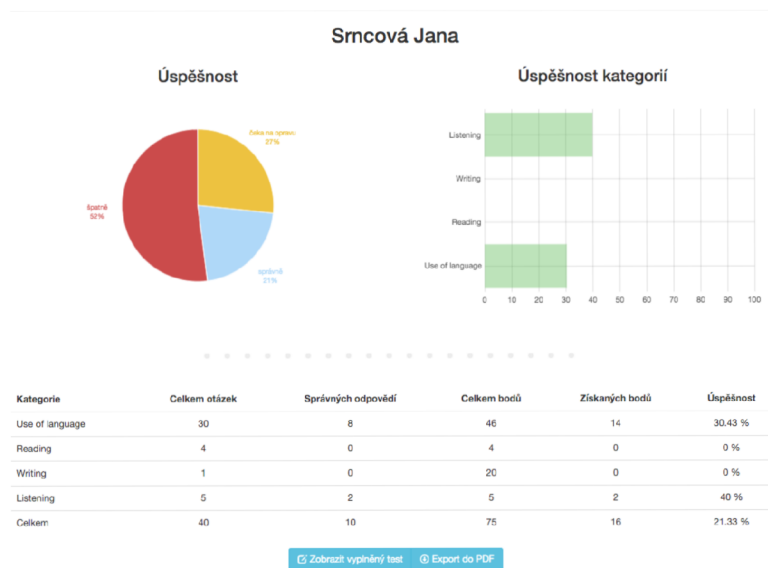 Srncová Jana
Úspěšnost
Úspěšnost kategorií
čeka na opravu
27%
špatně
52%
správně
21%
Listening
Writing
Reading
Use of language
0 10 20 30 40 50 60 70 80 90 100
Kategorie Celkem otázek Správných odpovědí Celkem bodů Získaných bodů Úspěšnost
Use of language 30 8 46 14 30.43 %
Reading 4 0 4 0 0 %
Writing 1 0 20 0 0 %
Listening 5 2 5 2 40 %
Celkem 40 10 75 16 21.33 %
Zobrazit vyplněný test Export do PDF